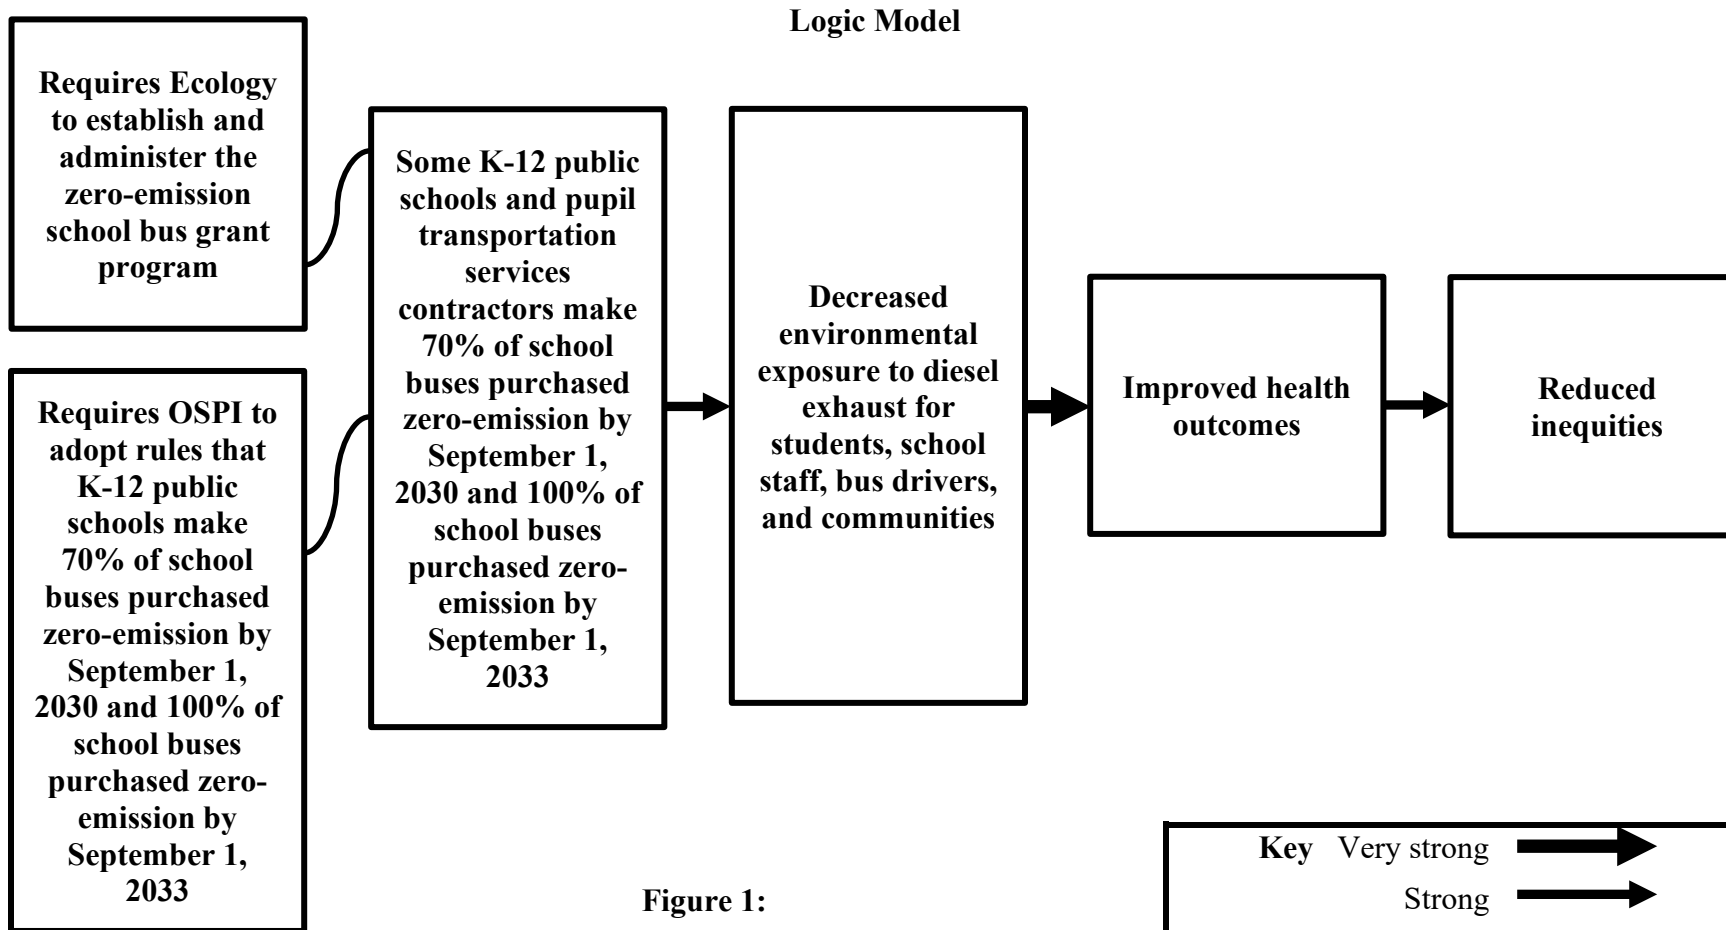 Logic Model
Requires Ecology
to establish and
administer the
zero-emission
school bus grant
program
Requires OSPI to
adopt rules that
K-12 public
schools make
70% of school
buses purchased
zero-emission by
September 1,
2030 and 100% of
school buses
purchased zero-
emission by
September 1,
2033
Some K-12 public
schools and pupil
transportation
services
contractors make
70% of school
buses purchased
zero-emission by
September 1,
2030 and 100% of
school buses
purchased zero-
emission by
September 1,
2033
Decreased
environmental
exposure to diesel
exhaust for
students, school
staff, bus drivers,
and communities
Improved health
outcomes
Reduced
inequities
Figure 1:
Key Very strong
Strong